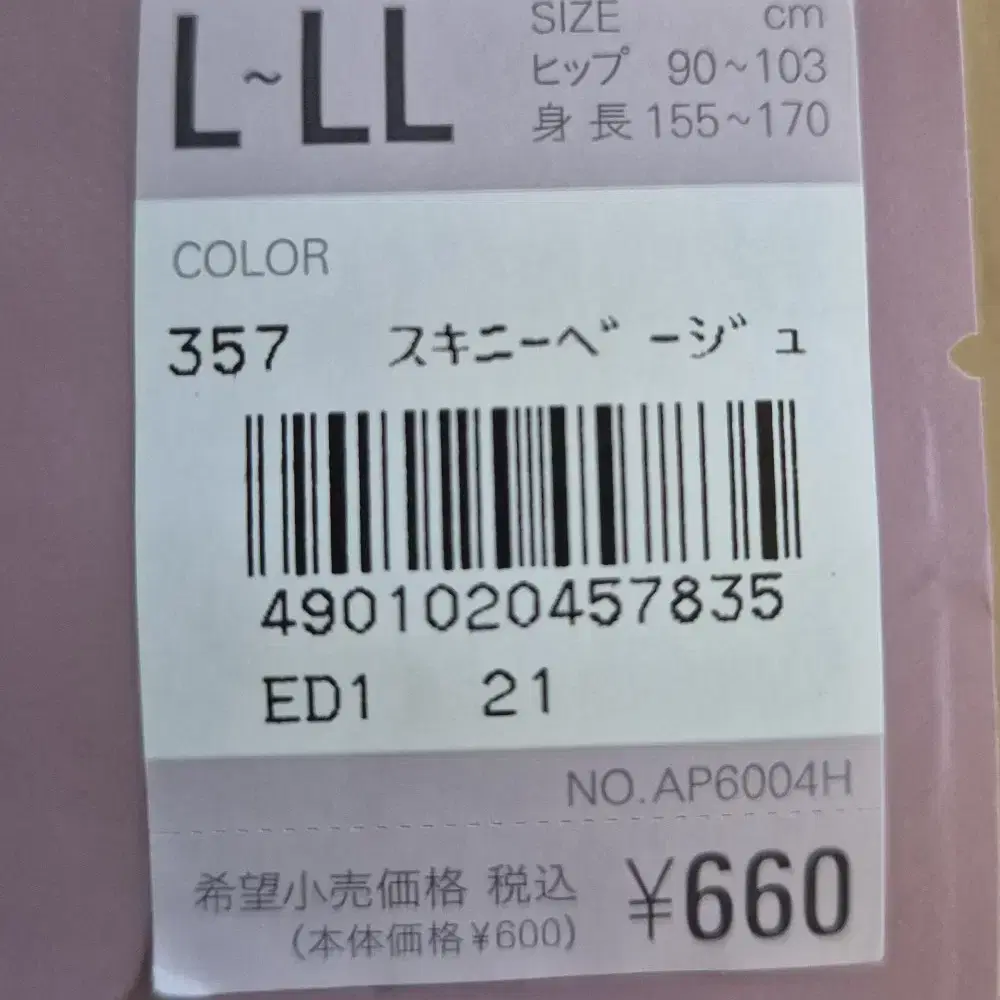 L~LL
SIZE cm
ヒップ 90~103
身長 155~170
COLOR
357 スキニーベージュ
4901020457835
ED1 21
NO.AP6004H
希望小売価格 税込 ¥660
(本体価格¥600)